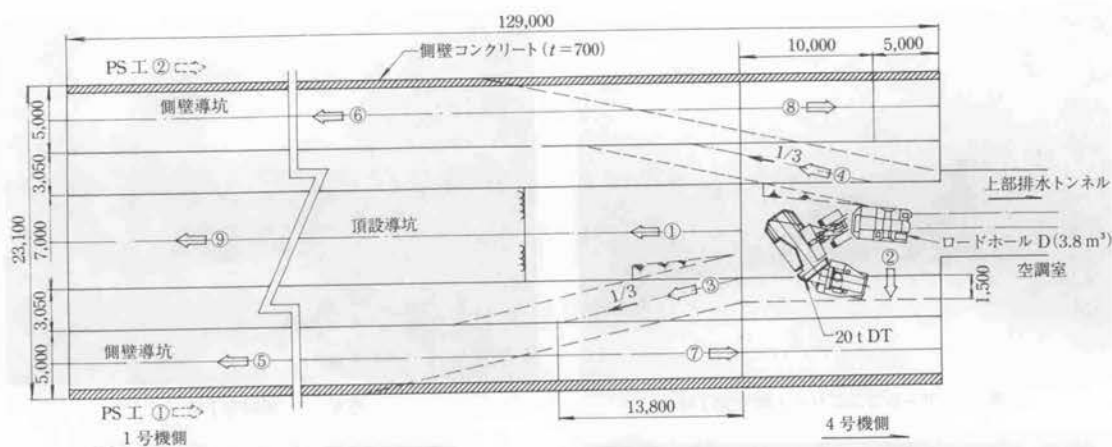 129,000
側壁コンクリート(t=700)
10,000
5,000
PS工②
側壁導坑
⑥
⑧
5,000
1/3
④
3,050
上部排水トンネル
頂設導坑
①
ロードホールD(3.8m³)
23,100
7,000
⑨
②
空調室
1/3
③
1,500
3,050
20tDT
側壁導坑
⑤
⑦
5,000
PS工①
13,800
1号機側
4号機側